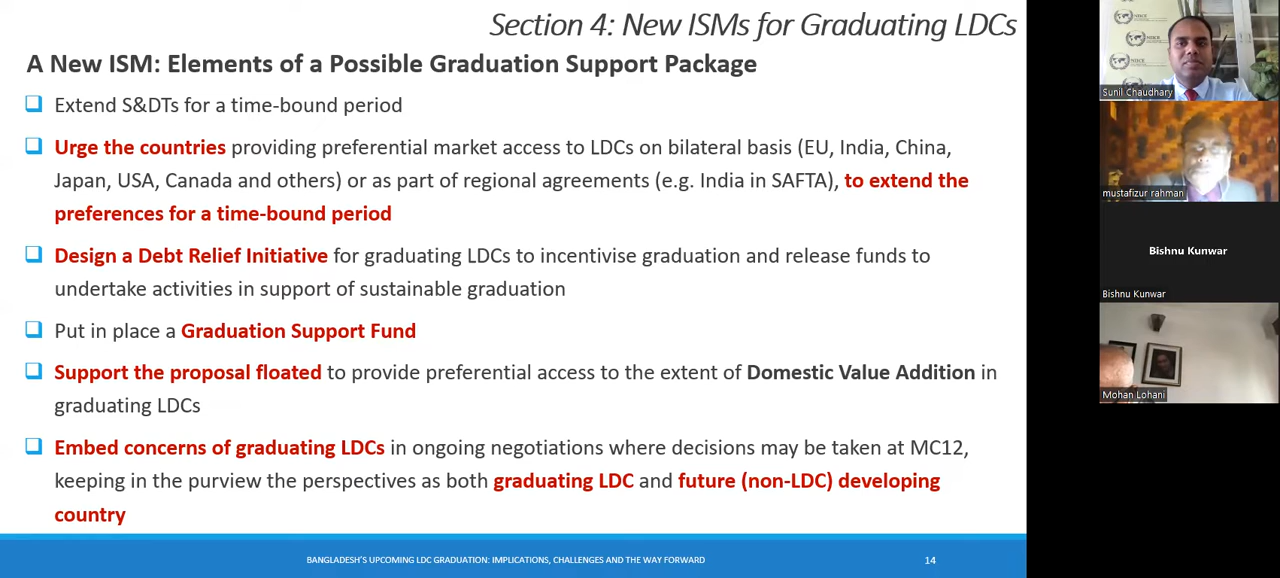 Section 4: New ISMs for Graduating LDCs
A New ISM: Elements of a Possible Graduation Support Package
Extend S&DTs for a time-bound period
Urge the countries providing preferential market access to LDCs on bilateral basis (EU, India, China,
Japan, USA, Canada and others) or as part of regional agreements (e.g. India in SAFTA), to extend the
preferences for a time-bound period
Design a Debt Relief Initiative for graduating LDCs to incentivise graduation and release funds to
undertake activities in support of sustainable graduation
Put in place a Graduation Support Fund
Support the proposal floated to provide preferential access to the extent of Domestic Value Addition in
graduating LDCs
Embed concerns of graduating LDCs in ongoing negotiations where decisions may be taken at MC12,
keeping in the purview the perspectives as both graduating LDC and future (non-LDC) developing
country
BANGLADESH'S UPCOMING LDC GRADUATION: IMPLICATIONS, CHALLENGES AND THE WAY FORWARD
14
Sunil Chaudhary
mustafizur rahman
Bishnu Kunwar
Bishnu Kunwar
Mohan Lohani